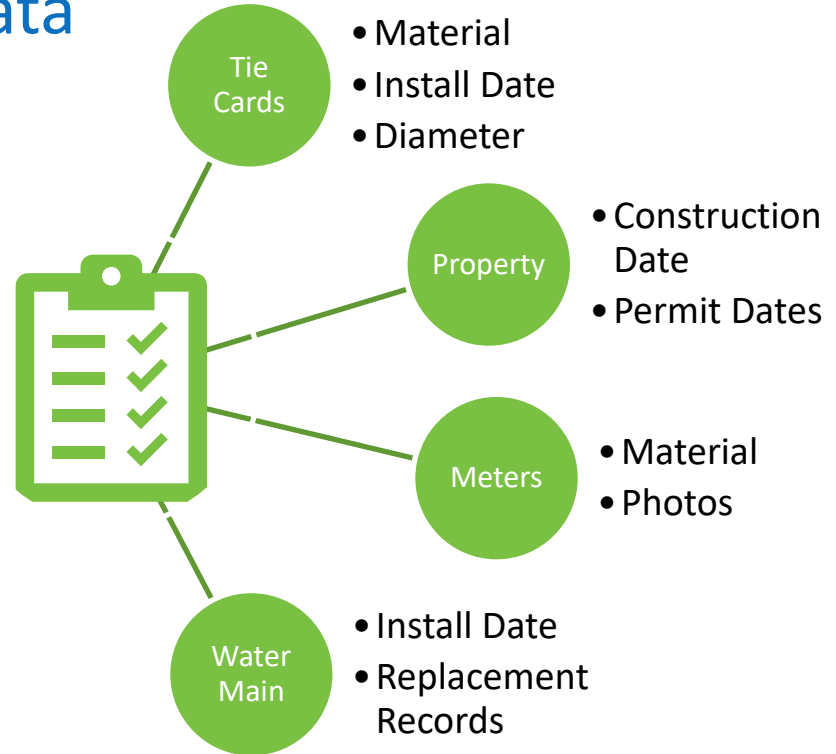 ata
Tie
Cards
• Material
• Install Date
• Diameter
Property
• Construction
Date
• Permit Dates
Meters
• Material
• Photos
Water
Main
• Install Date
• Replacement
Records